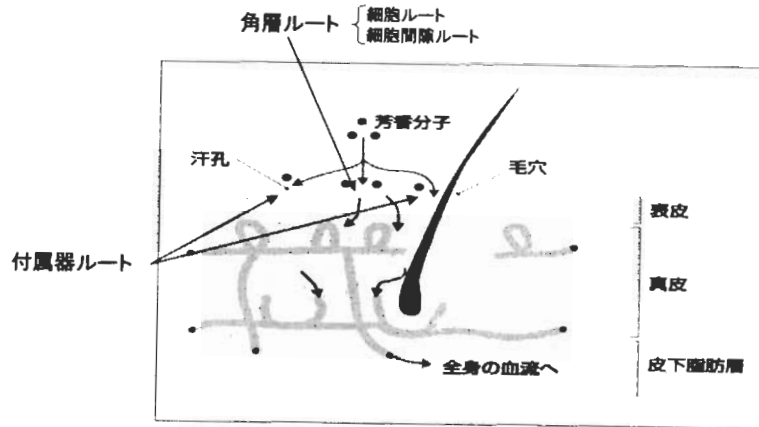 角層ルート
細胞ルート
細胞間隙ルート
芳香分子
汗孔
毛穴
表皮
付属器ルート
真皮
全身の血流へ
皮下脂肪層